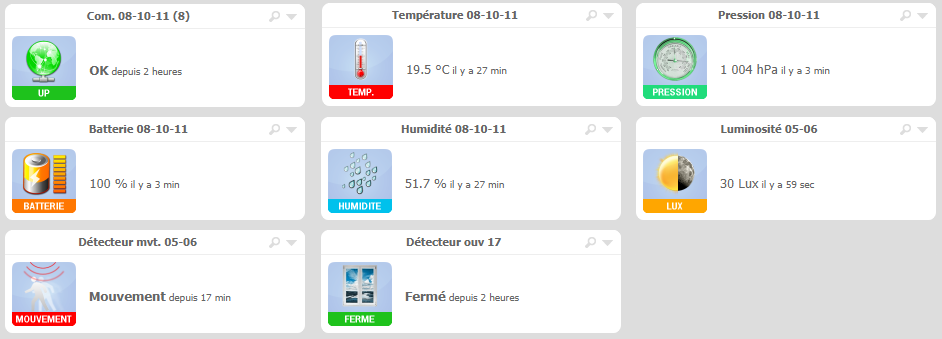 Com. 08-10-11 (8)
UP
OK depuis 2 heures
Température 08-10-11
TEMP.
19.5 °C il y a 27 min
Pression 08-10-11
PRESSION
1 004 hPa il y a 3 min
Batterie 08-10-11
BATTERIE
100 % il y a 3 min
Humidité 08-10-11
HUMIDITE
51.7 % il y a 27 min
Luminosité 05-06
LUX
30 Lux il y a 59 sec
Détecteur mvt. 05-06
MOUVEMENT
Mouvement depuis 17 min
Détecteur ouv 17
FERME
Fermé depuis 2 heures